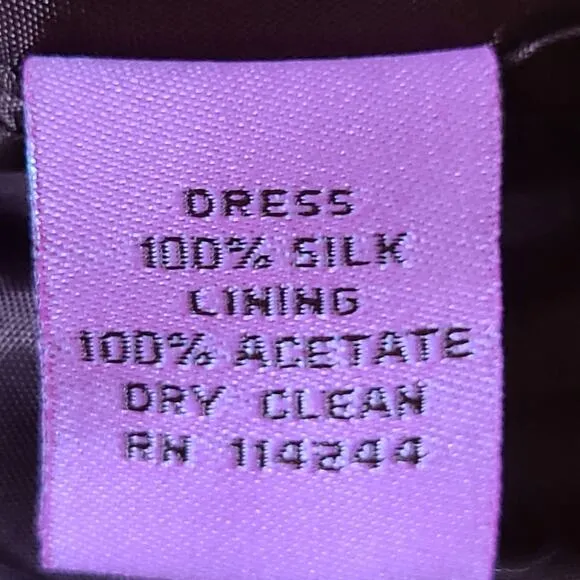 DRESS
100% SILK
LINING
100% ACETATE
DRY CLEAN
RN 114244